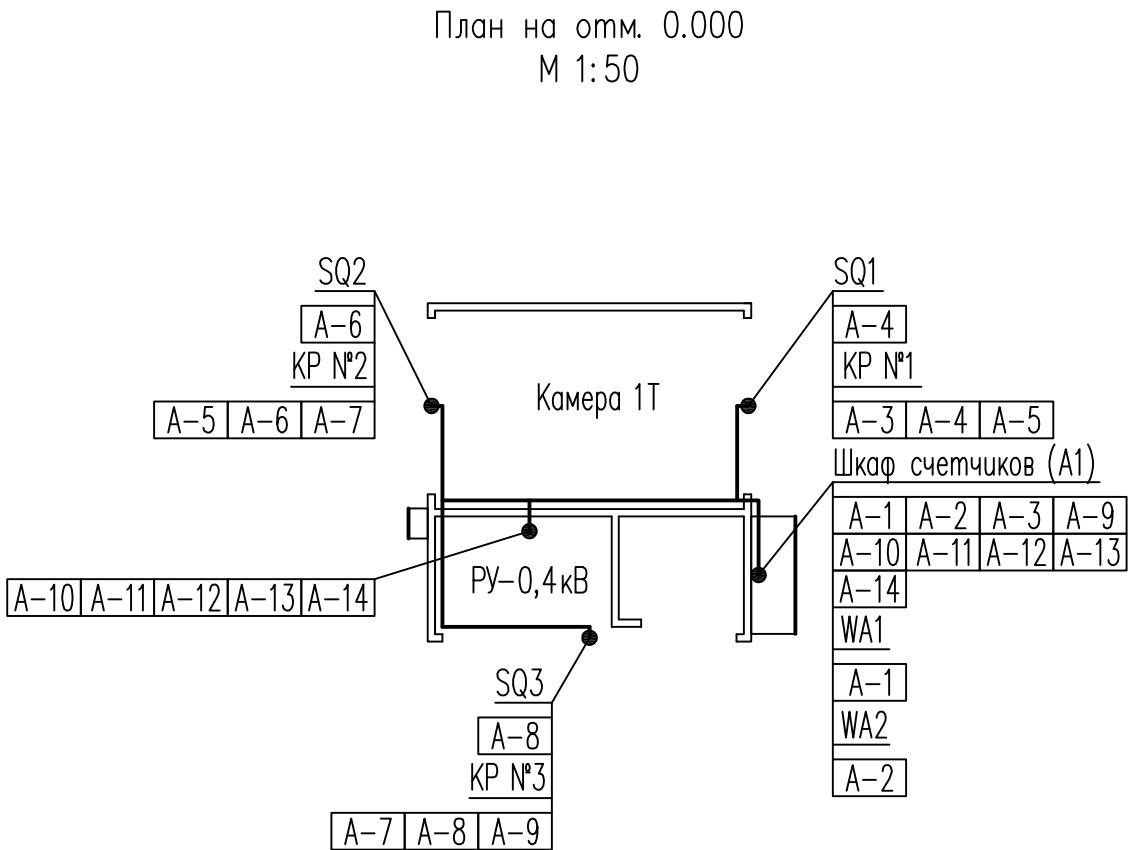 План на отм. 0.000
М 1:50
SQ2
А-6
КР №2
А-5 А-6 А-7
SQ1
А-4
КР №1
А-3 А-4 А-5
Камера 1Т
Шкаф счетчиков (А1)
А-1 А-2 А-3 А-9
А-10 А-11 А-12 А-13
А-14
WA1
А-1
WA2
А-2
РУ-0,4кВ
А-10 А-11 А-12 А-13 А-14
SQ3
А-8
КР №3
А-7 А-8 А-9